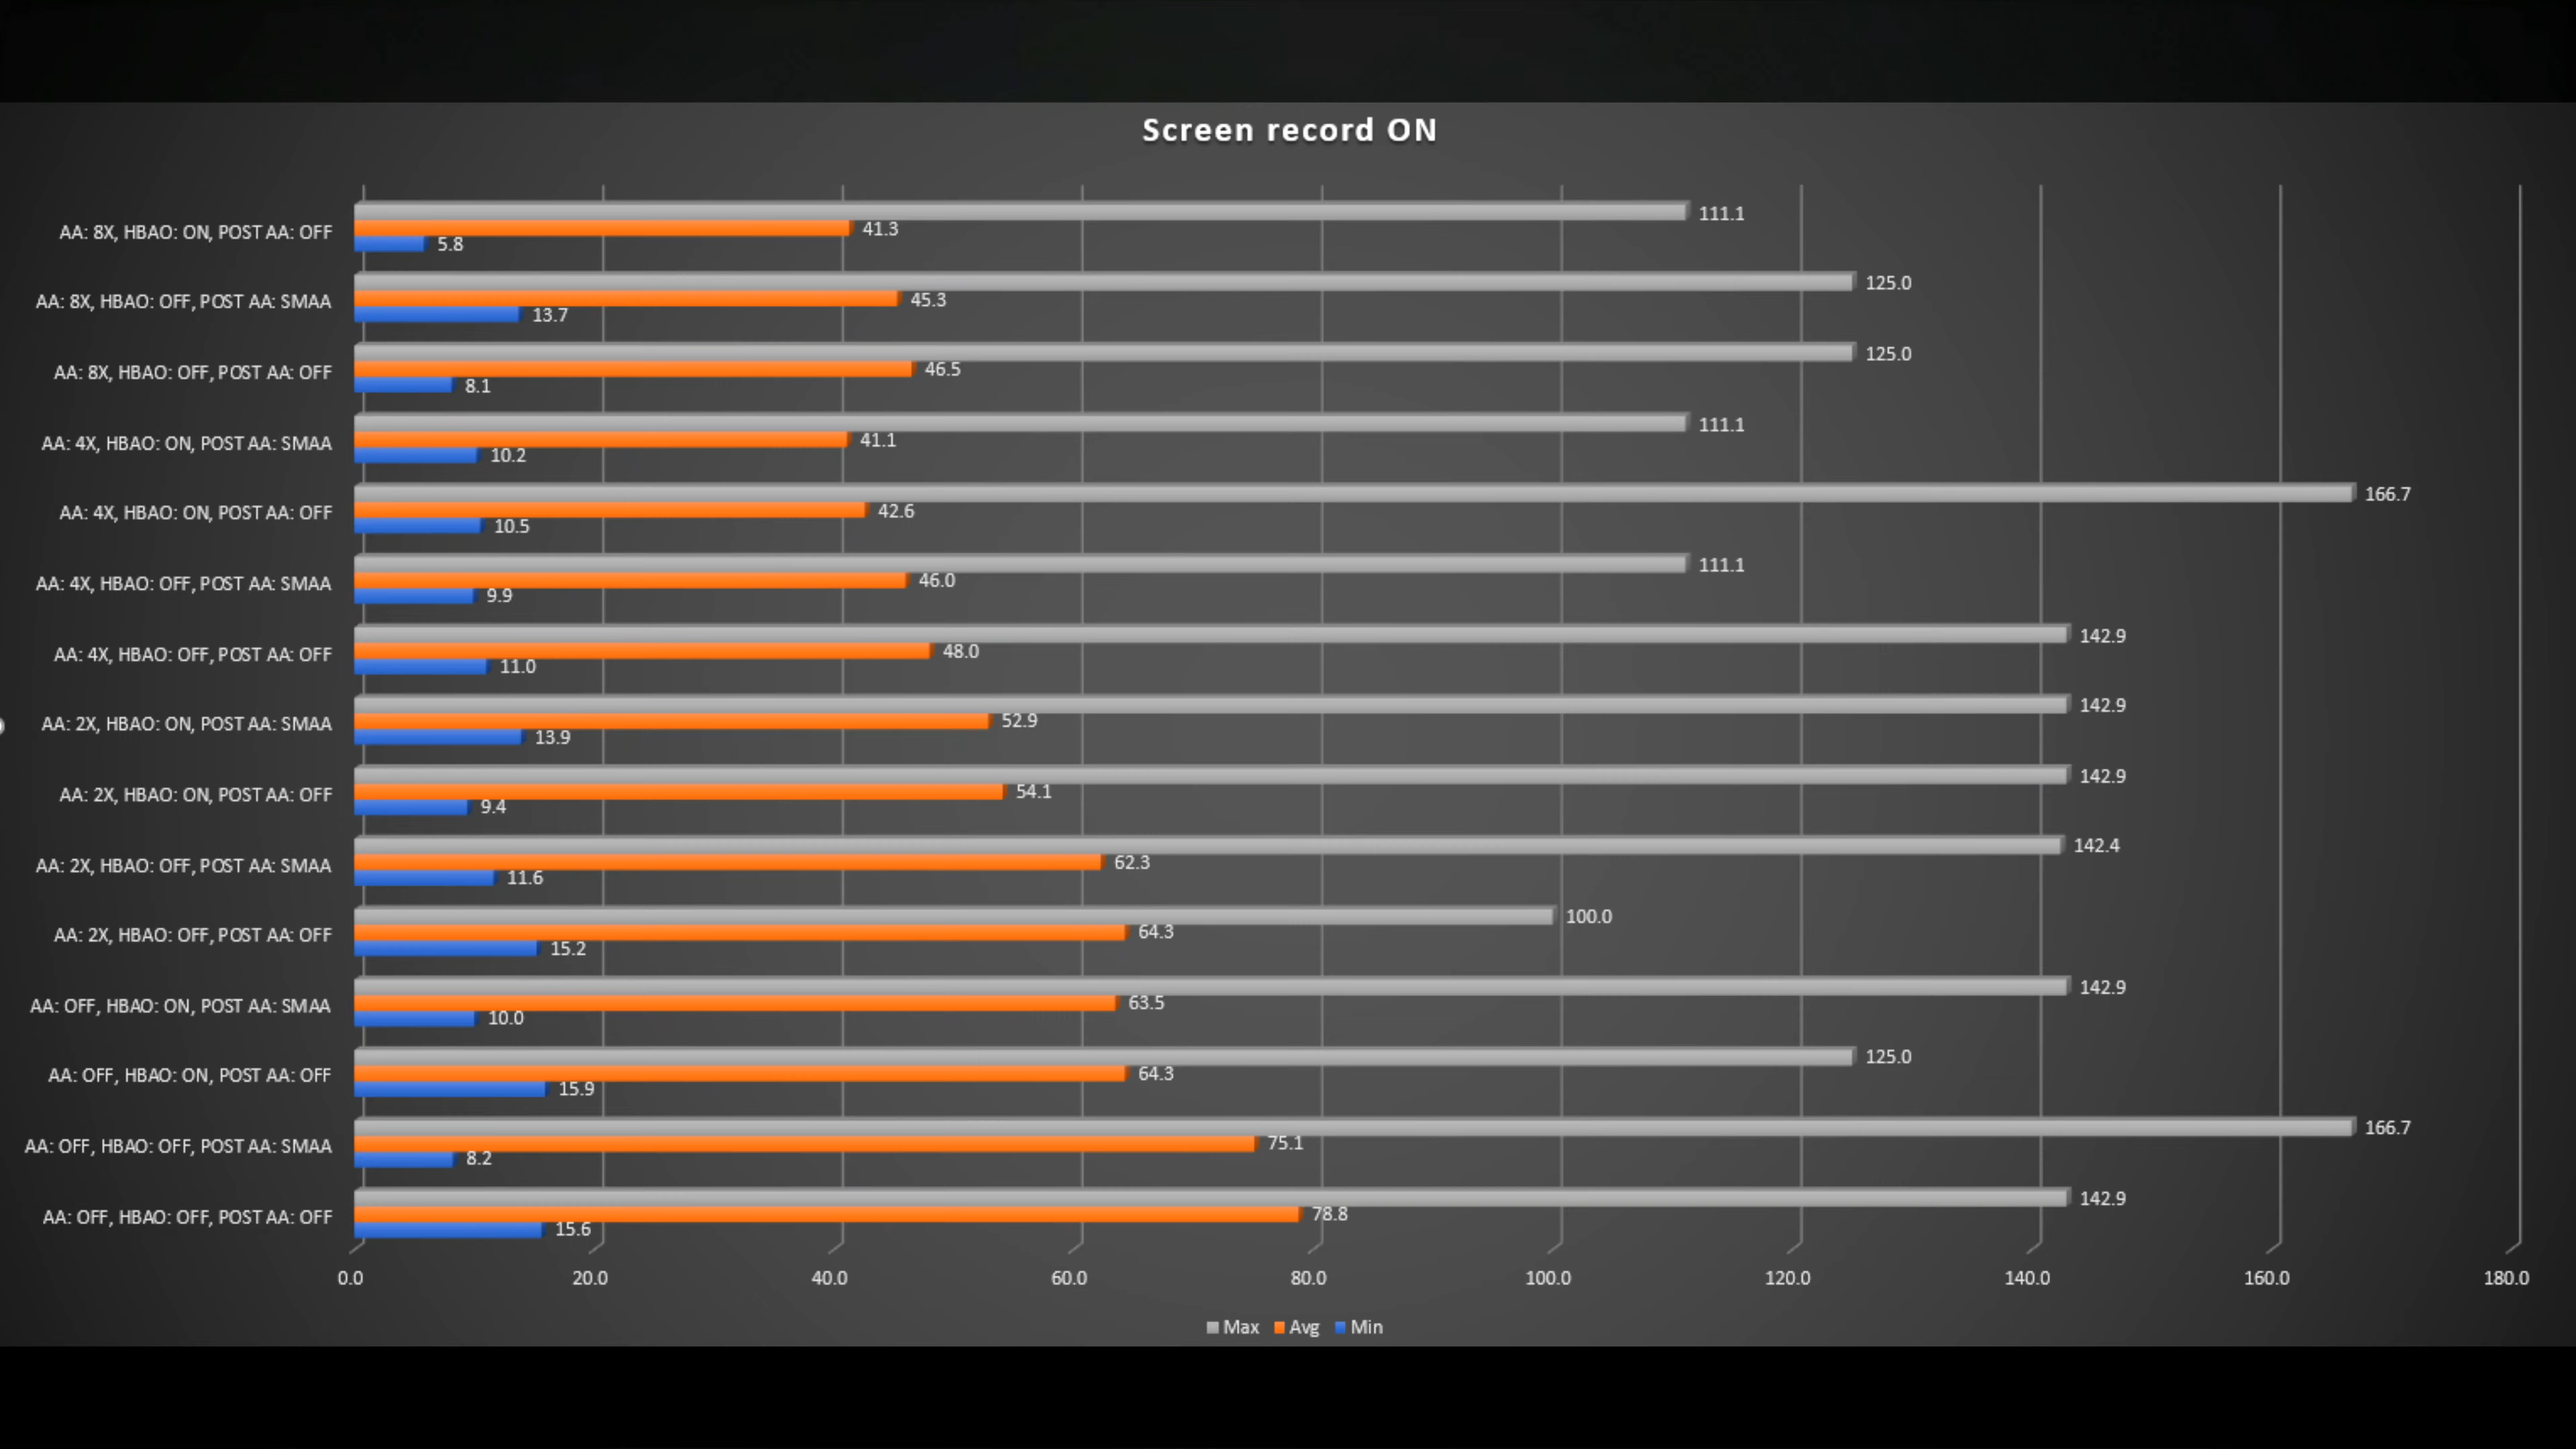 Screen record ON
AA: 8X, HBAO: ON, POST AA: OFF
111.1
41.3
5.8
AA: 8X, HBAO: OFF, POST AA: SMAA
125.0
45.3
13.7
AA: 8X, HBAO: OFF, POST AA: OFF
125.0
46.5
8.1
AA: 4X, HBAO: ON, POST AA: SMAA
111.1
41.1
10.2
AA: 4X, HBAO: ON, POST AA: OFF
166.7
42.6
10.5
AA: 4X, HBAO: OFF, POST AA: SMAA
111.1
46.0
9.9
AA: 4X, HBAO: OFF, POST AA: OFF
142.9
48.0
11.0
AA: 2X, HBAO: ON, POST AA: SMAA
142.9
52.9
13.9
AA: 2X, HBAO: ON, POST AA: OFF
142.9
54.1
9.4
AA: 2X, HBAO: OFF, POST AA: SMAA
142.4
62.3
11.6
AA: 2X, HBAO: OFF, POST AA: OFF
100.0
64.3
15.2
AA: OFF, HBAO: ON, POST AA: SMAA
142.9
63.5
10.0
AA: OFF, HBAO: ON, POST AA: OFF
125.0
64.3
15.9
AA: OFF, HBAO: OFF, POST AA: SMAA
166.7
75.1
8.2
AA: OFF, HBAO: OFF, POST AA: OFF
142.9
78.8
15.6
0.0 20.0 40.0 60.0 80.0 100.0 120.0 140.0 160.0 180.0
Max Avg Min